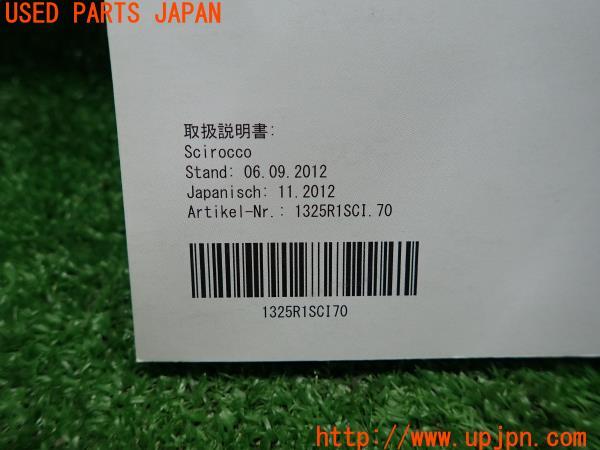 USED PARTS JAPAN
取扱説明書:
Scirocco
Stand: 06.09.2012
Japanisch: 11.2012
Artikel-Nr.: 1325R1SCI.70
1325R1SCI70
http://www.upjpn.com